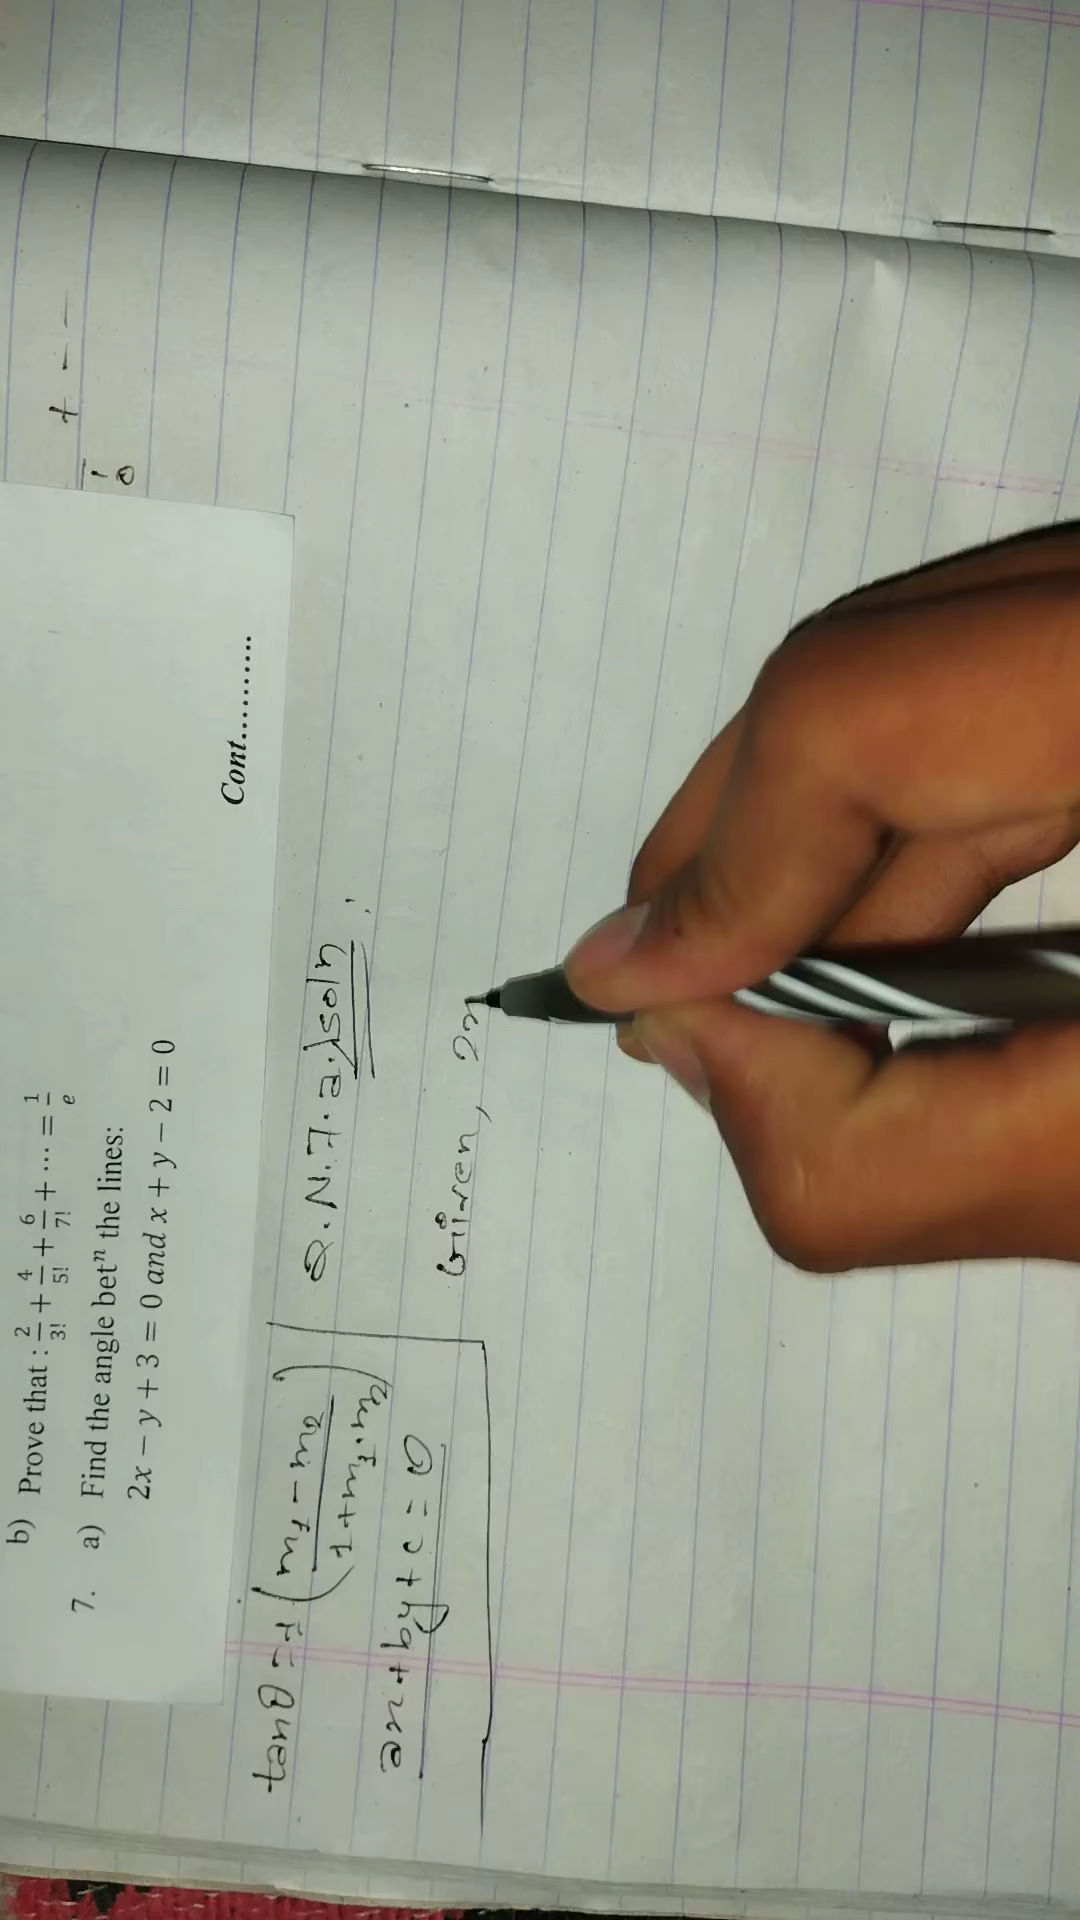 b) Prove that : 2/3! + 4/5! + 6/7! + ... = 1/e
7. a) Find the angle betⁿ the lines:
2x − y + 3 = 0 and x + y − 2 = 0
Cont...........
+ - -
tanθ = ± (m₁ - m₂ / 1 + m₁.m₂)
ax + by + c = 0
Q.N.7.a.) soln
Given, 2x